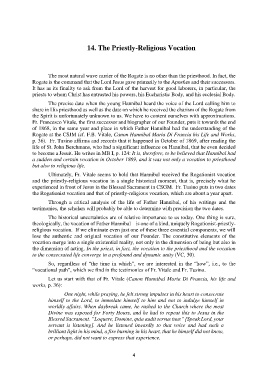 14. The Priestly-Religious Vocation
The most natural wave carrier of the Rogate is no other than the priesthood. In fact, the
Rogate is the command that the Lord Jesus gave primarily to the Apostles and their successors.
It has as its finality to ask from the Lord of the harvest for good laborers, in particular, the
priests to whom Christ has entrusted his powers, his Eucharistic Body, and his ecclesial Body.
The precise date when the young Hannibal heard the voice of the Lord calling him to
share in His priesthood as well as the date on which he received the charism of the Rogate from
the Spirit is unfortunately unknown to us. We have to content ourselves with approximations.
Fr. Francesco Vitale, the first successor and biographer of our Founder, puts it towards the end
of 1868, in the same year and place in which Father Hannibal had the understanding of the
Rogate at the CSJM (cf. F.B. Vitale, Canon Hannibal Maria Di Francia his Life and Works,
p. 36). Fr. Tusino affirms and records that it happened in October of 1869, after reading the
life of St. John Berchmans, who had a significant influence on Hannibal, that he even decided
to become a Jesuit. He writes in MB I, p. 124: It is, therefore, to be believed that Hannibal had
a sudden and certain vocation in October 1869, and it was not only a vocation to priesthood
but also to religious life.
Ultimately, Fr. Vitale seems to hold that Hannibal received the Rogationist vocation
and the priestly-religious vocation in a single historical moment, that is, precisely what he
experienced in front of Jesus in the Blessed Sacrament in CSJM. Fr. Tusino puts in two dates
the Rogationist vocation and that of priestly-religious vocation, which are about a year apart.
Through a critical analysis of the life of Father Hannibal, of his writings and the
testimonies, the scholars will probably be able to determine with precision the two dates.
The historical uncertainties are of relative importance to us today. One thing is sure,
theologically, the vocation of Father Hannibal is one of a kind, uniquely Rogationist-priestly-
religious vocation. If we eliminate even just one of these three essential components, we will
lose the authentic and original vocation of our Founder. The constitutive elements of the
vocation merge into a single existential reality, not only in the dimension of being but also in
the dimension of acting. In the priest, in fact, the vocation to the priesthood and the vocation
to the consecrated life converge in a profound and dynamic unity (VC, 30).
So, regardless of "the time in which", we are interested in the "how", i.e., to the
"vocational path", which we find in the testimonies of Fr. Vitale and Fr. Tusino.
Let us start with that of Fr. Vitale (Canon Hannibal Maria Di Francia, his life and
works, p. 36):
One night, while praying, he felt strong impulses in his heart to consecrate
himself to the Lord, to immolate himself to him and not to indulge himself in
worldly affairs. When daybreak came, he rushed to the Church where the most
Divine was exposed for Forty Hours, and he had to repeat this to Jesus in the
Blessed Sacrament. "Loquere, Domine, quia audit servus tuus" [Speak Lord, your
servant is listening]. And he listened inwardly to that voice and had such a
brilliant light in his mind, a fire burning in his heart, that he himself did not know,
or perhaps, did not want to express that experience.
4